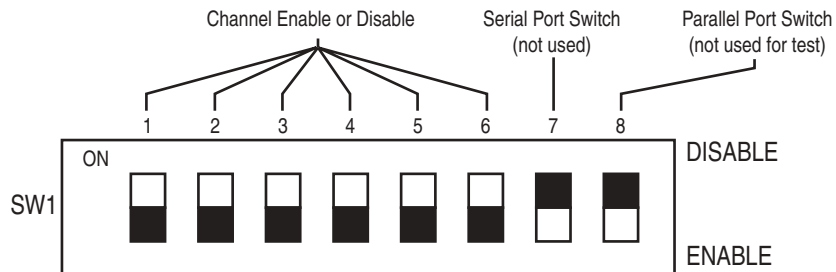 Channel Enable or Disable
Serial Port Switch
(not used)
Parallel Port Switch
(not used for test)
1 2 3 4 5 6 7 8
ON
DISABLE
SW1
ENABLE